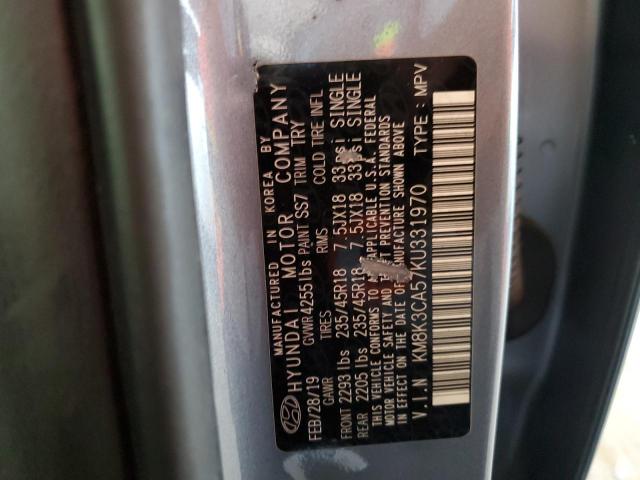 MANUFACTURED IN KOREA BY
HYUNDAI MOTOR COMPANY
FEB/28/19 GVWR 4255lbs PAINT SS7 TRIM TRY
GAWR TIRES RIMS COLD TIRE INFL
FRONT 2293 lbs 235/45R18 7.5JX18 33psi SINGLE
REAR 2205 lbs 235/45R18 7.5JX18 33psi SINGLE
THIS VEHICLE CONFORMS TO ALL APPLICABLE U.S.A. FEDERAL
MOTOR VEHICLE SAFETY AND THEFT PREVENTION STANDARDS
IN EFFECT ON THE DATE OF MANUFACTURE SHOWN ABOVE
V.I.N KM8K3CA57KU331970 TYPE : MPV